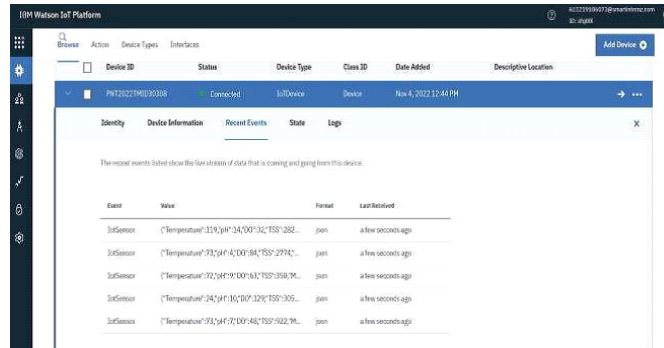 IBM Watson IoT Platform
Browse Action Device Types Interfaces
Add Device
Device ID Status Device Type Class ID Date Added Descriptive Location
PNT2022TMID30308 Connected IoTDevice Device Nov 4, 2022 12:44 PM
Identity Device Information Recent Events State Logs
The recent events listed show the live stream of data that is coming and going from this device.
Event Value Format Last Received
IotSensor {"Temperature":119,"pH":14,"DO":32,"TSS":282... json a few seconds ago
IotSensor {"Temperature":73,"pH":4,"DO":84,"TSS":2774,"... json a few seconds ago
IotSensor {"Temperature":72,"pH":9,"DO":63,"TSS":358,"M... json a few seconds ago
IotSensor {"Temperature":24,"pH":10,"DO":129,"TSS":305... json a few seconds ago
IotSensor {"Temperature":73,"pH":7,"DO":48,"TSS":922,"M... json a few seconds ago